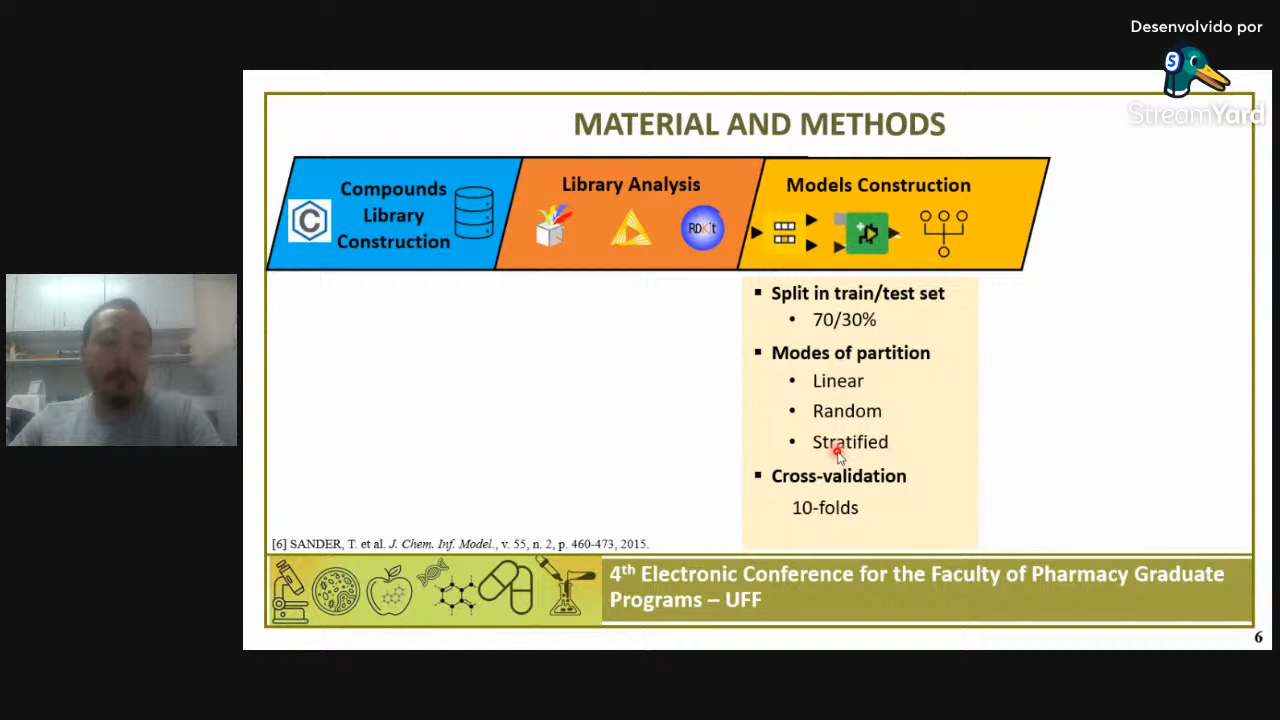 Desenvolvido por
S
StreamYard
MATERIAL AND METHODS
Compounds
Library
Construction
C
Library Analysis
RDKit
Models Construction
▪ Split in train/test set
• 70/30%
▪ Modes of partition
• Linear
• Random
• Stratified
▪ Cross-validation
10-folds
[6] SANDER, T. et al. J. Chem. Inf. Model., v. 55, n. 2, p. 460-473, 2015.
4th Electronic Conference for the Faculty of Pharmacy Graduate
Programs – UFF
6